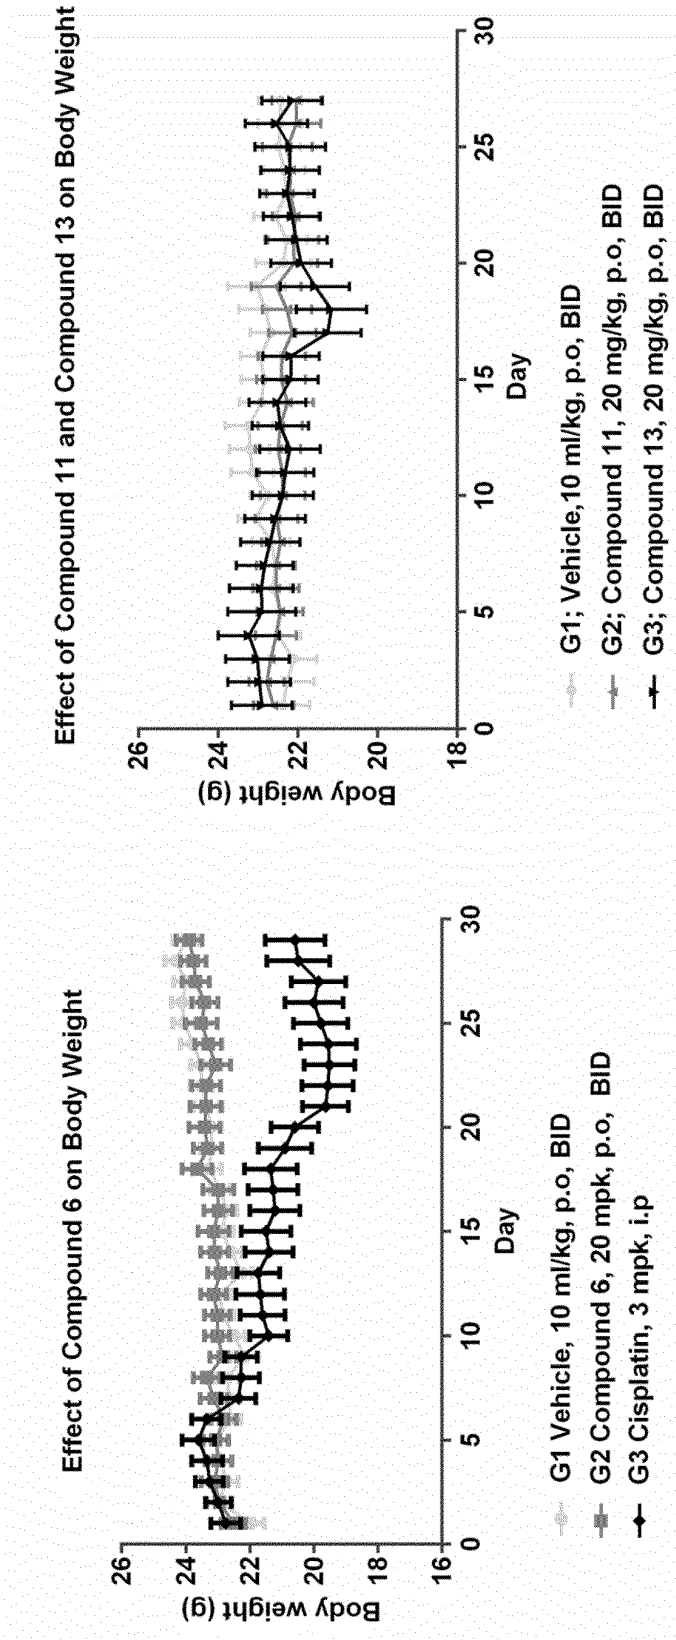 Effect of Compound 6 on Body Weight
Body weight (g)
26
24
22
20
18
16
0
5
10
15
20
25
30
Day
G1 Vehicle, 10 ml/kg, p.o, BID
G2 Compound 6, 20 mpk, p.o, BID
G3 Cisplatin, 3 mpk, i.p
Effect of Compound 11 and Compound 13 on Body Weight
Body weight (g)
26
24
22
20
18
0
5
10
15
20
25
30
Day
G1; Vehicle,10 ml/kg, p.o, BID
G2; Compound 11, 20 mg/kg, p.o, BID
G3; Compound 13, 20 mg/kg, p.o, BID